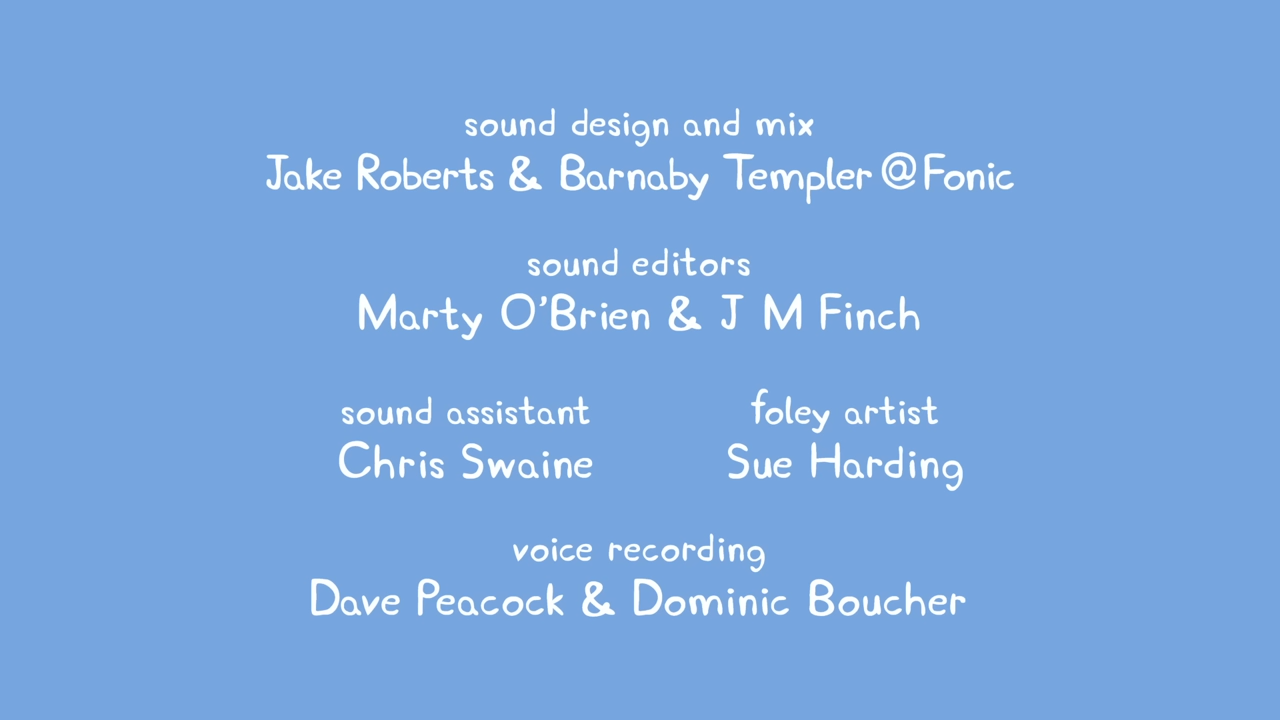 sound design and mix
Jake Roberts & Barnaby Templer @ Fonic
sound editors
Marty O'Brien & J M Finch
sound assistant
Chris Swaine
foley artist
Sue Harding
voice recording
Dave Peacock & Dominic Boucher